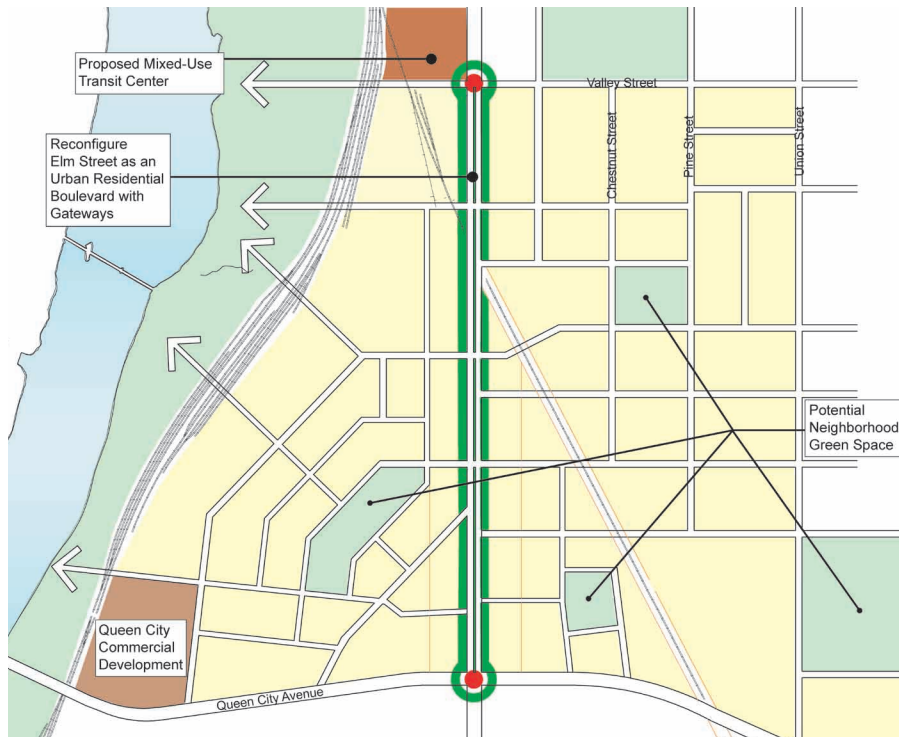 Proposed Mixed-Use
Transit Center
Valley Street
Reconfigure
Elm Street as an
Urban Residential
Boulevard with
Gateways
Chestnut Street
Pine Street
Union Street
Potential
Neighborhood
Green Space
Queen City
Commercial
Development
Queen City Avenue